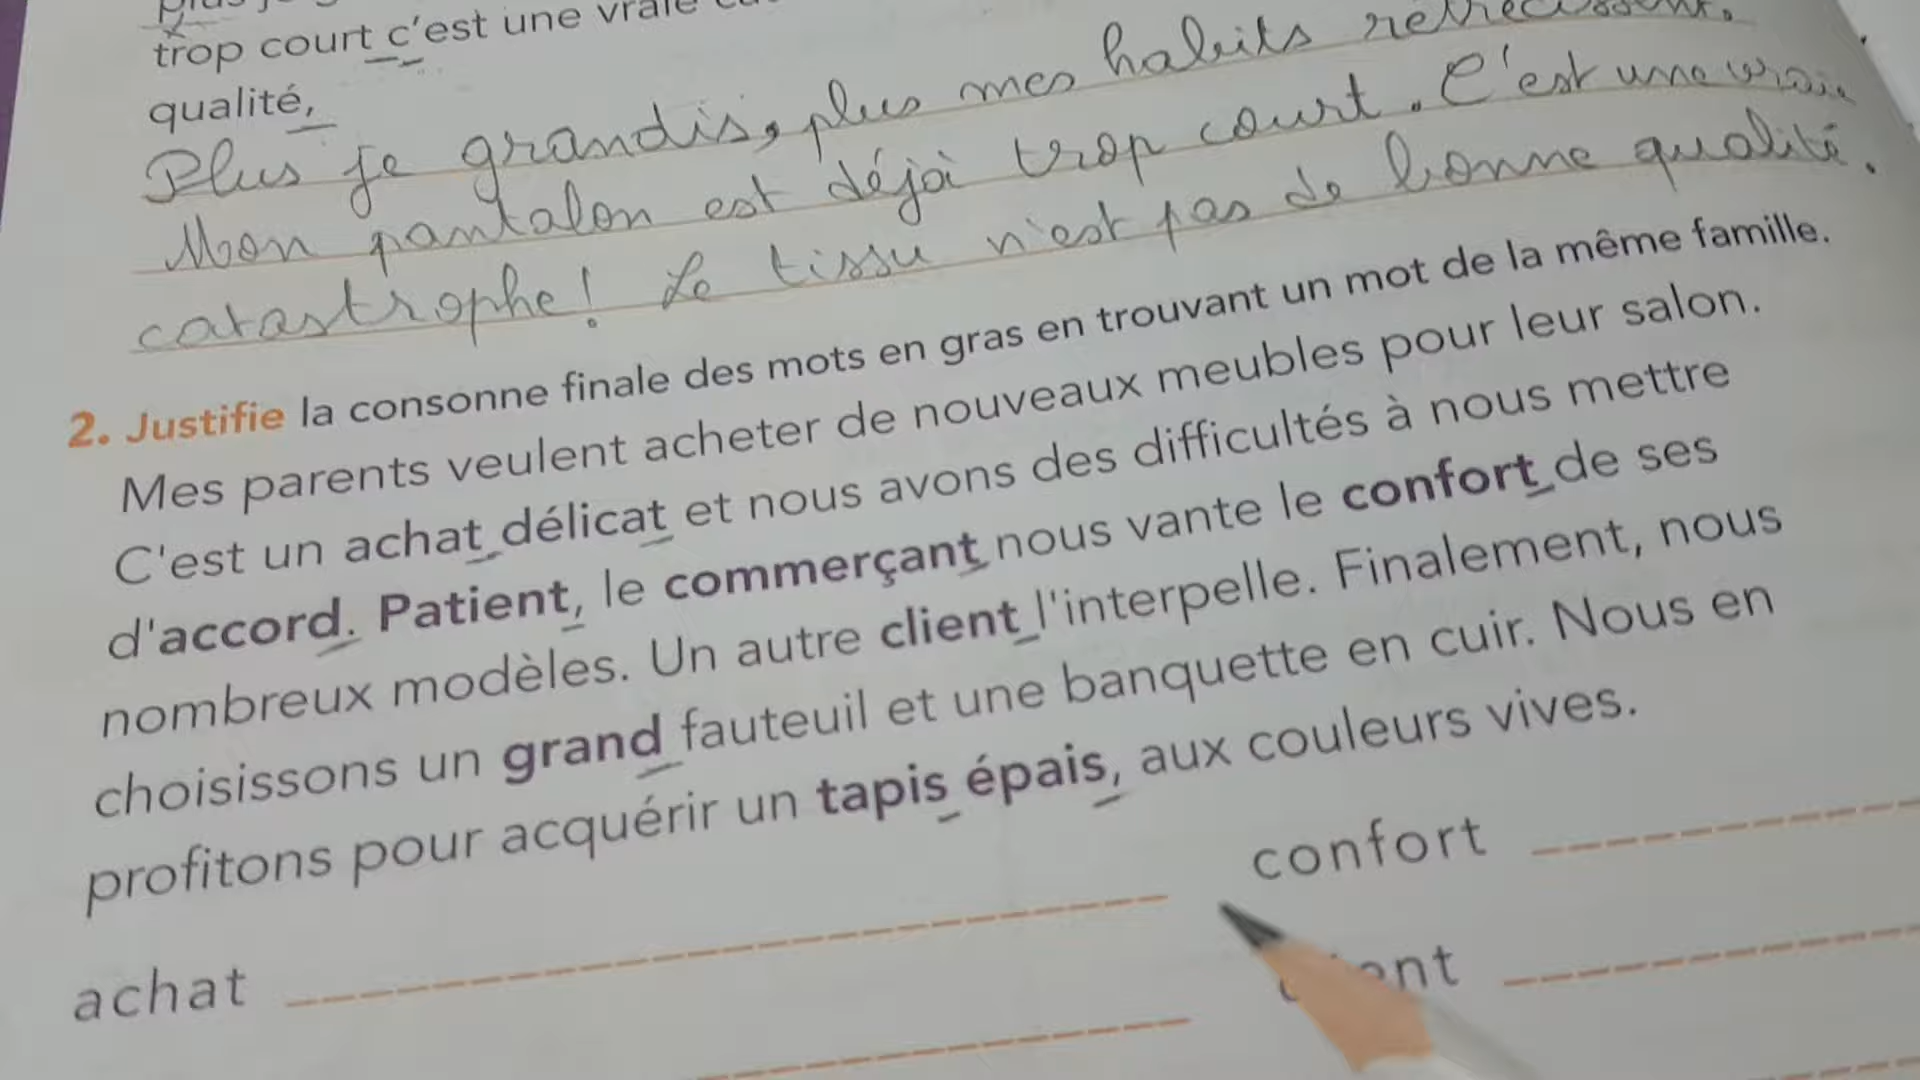 trop court c'est une vraie
qualité,
Plus je grandis, plus mes habits rétrécissent.
Mon pantalon est déjà trop court. C'est une vraie
catastrophe! Le tissu n'est pas de bonne qualité.
2. Justifie la consonne finale des mots en gras en trouvant un mot de la même famille.
Mes parents veulent acheter de nouveaux meubles pour leur salon.
C'est un achat délicat et nous avons des difficultés à nous mettre
d'accord. Patient, le commerçant nous vante le confort de ses
nombreux modèles. Un autre client l'interpelle. Finalement, nous
choisissons un grand fauteuil et une banquette en cuir. Nous en
profitons pour acquérir un tapis épais, aux couleurs vives.
achat
confort